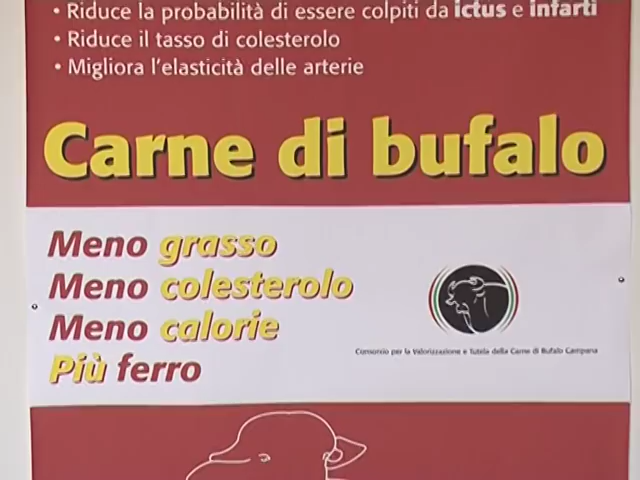 • Riduce la probabilità di essere colpiti da ictus e infarti
• Riduce il tasso di colesterolo
• Migliora l'elasticità delle arterie
Carne di bufalo
Meno grasso
Meno colesterolo
Meno calorie
Più ferro
Consorzio per la Valorizzazione e Tutela della Carne di Bufalo Campana